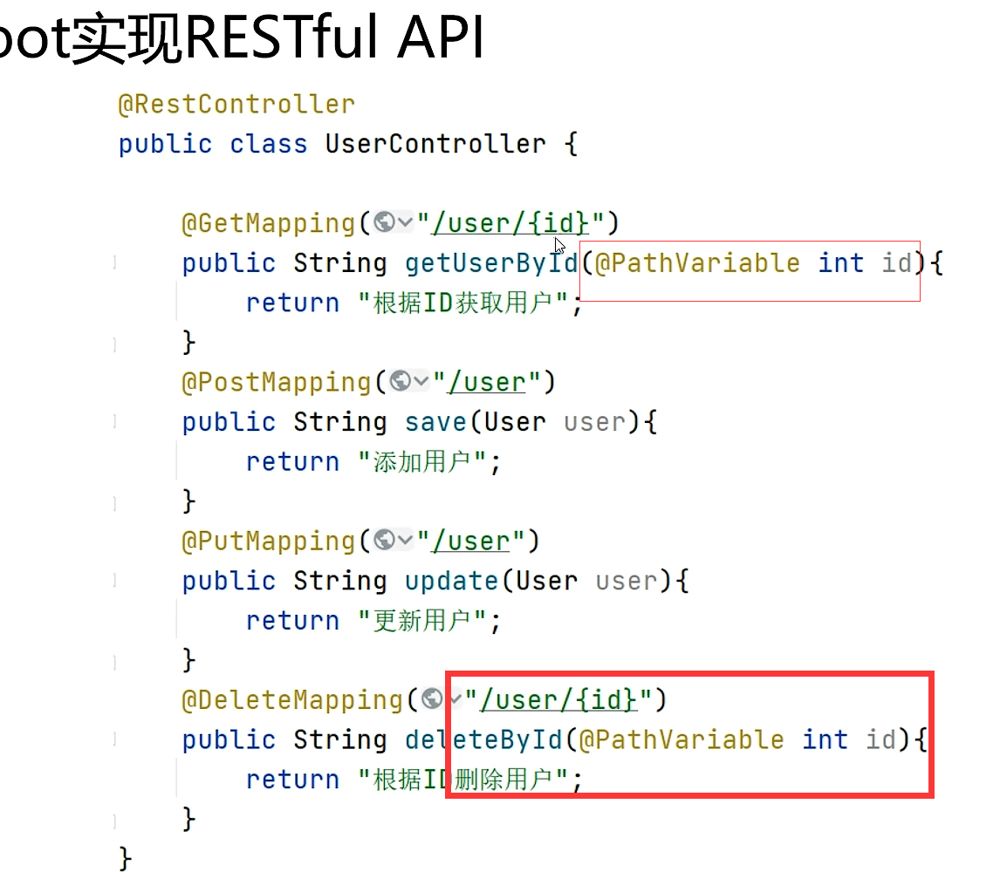 oot实现RESTful API
@RestController
public class UserController {
@GetMapping("/user/{id}")
public String getUserById(@PathVariable int id){
return "根据ID获取用户";
}
@PostMapping("/user")
public String save(User user){
return "添加用户";
}
@PutMapping("/user")
public String update(User user){
return "更新用户";
}
@DeleteMapping("/user/{id}")
public String deleteById(@PathVariable int id){
return "根据ID删除用户";
}
}